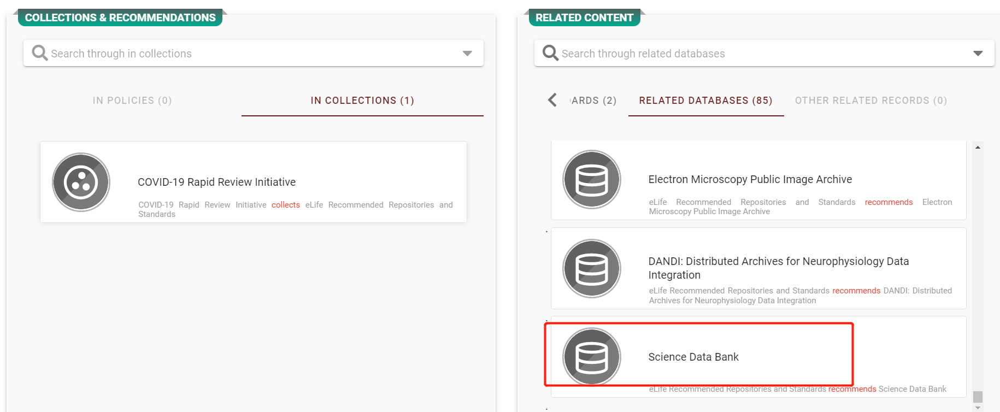 COLLECTIONS & RECOMMENDATIONS
Search through in collections
IN POLICIES (0)
IN COLLECTIONS (1)
COVID-19 Rapid Review Initiative
COVID-19 Rapid Review Initiative collects eLife Recommended Repositories and
Standards
RELATED CONTENT
Search through related databases
ARDS (2)
RELATED DATABASES (85)
OTHER RELATED RECORDS (0)
Electron Microscopy Public Image Archive
eLife Recommended Repositories and Standards recommends Electron
Microscopy Public Image Archive
DANDI: Distributed Archives for Neurophysiology Data
Integration
eLife Recommended Repositories and Standards recommends DANDI: Distributed
Archives for Neurophysiology Data Integration
Science Data Bank
eLife Recommended Repositories and Standards recommends Science Data Bank